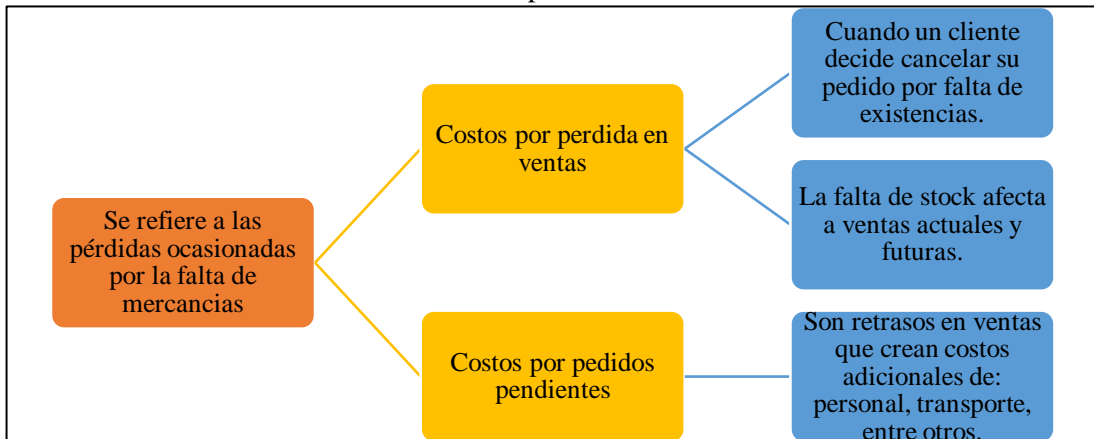 Se refiere a las
pérdidas ocasionadas
por la falta de
mercancias
Costos por perdida en
ventas
Cuando un cliente
decide cancelar su
pedido por falta de
existencias.
La falta de stock afecta
a ventas actuales y
futuras.
Costos por pedidos
pendientes
Son retrasos en ventas
que crean costos
adicionales de:
personal, transporte,
entre otros.